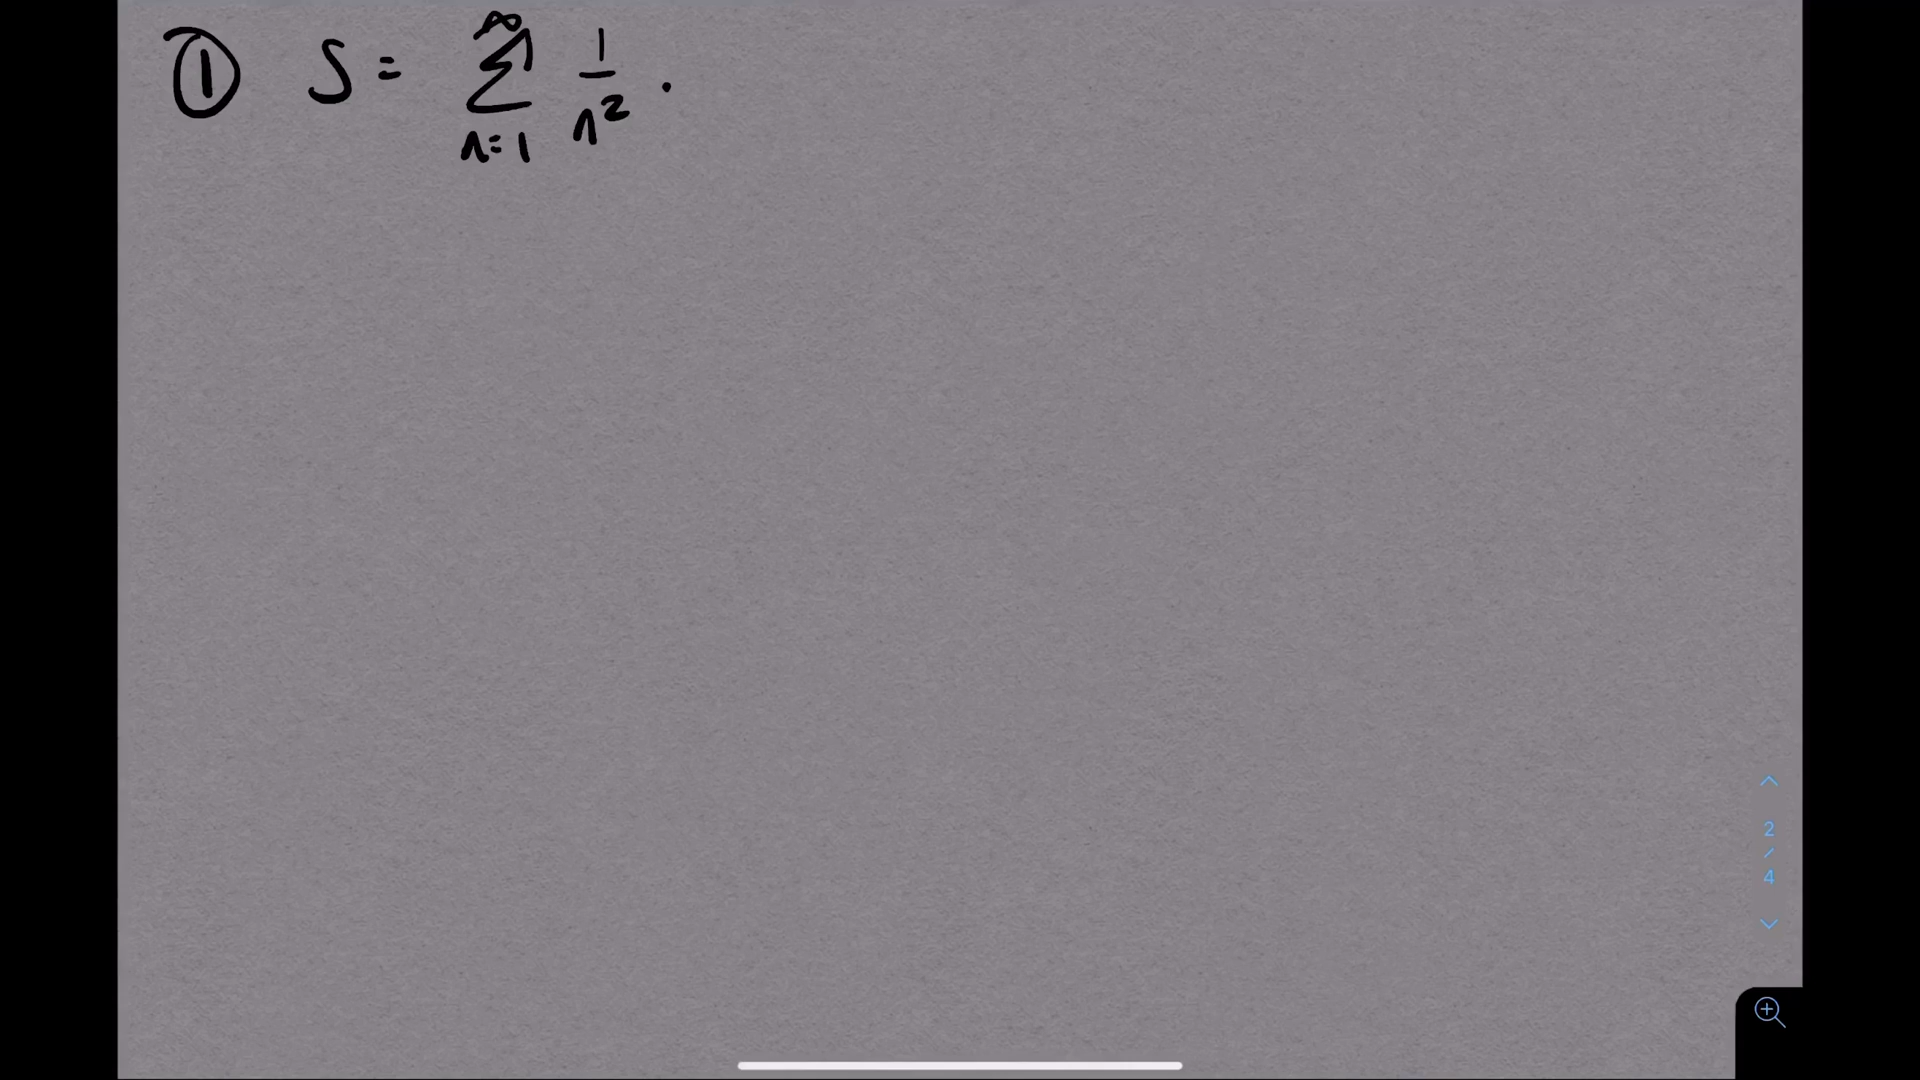 ① S = ∑_{n=1}^{∞} 1/n² .
2
/
4